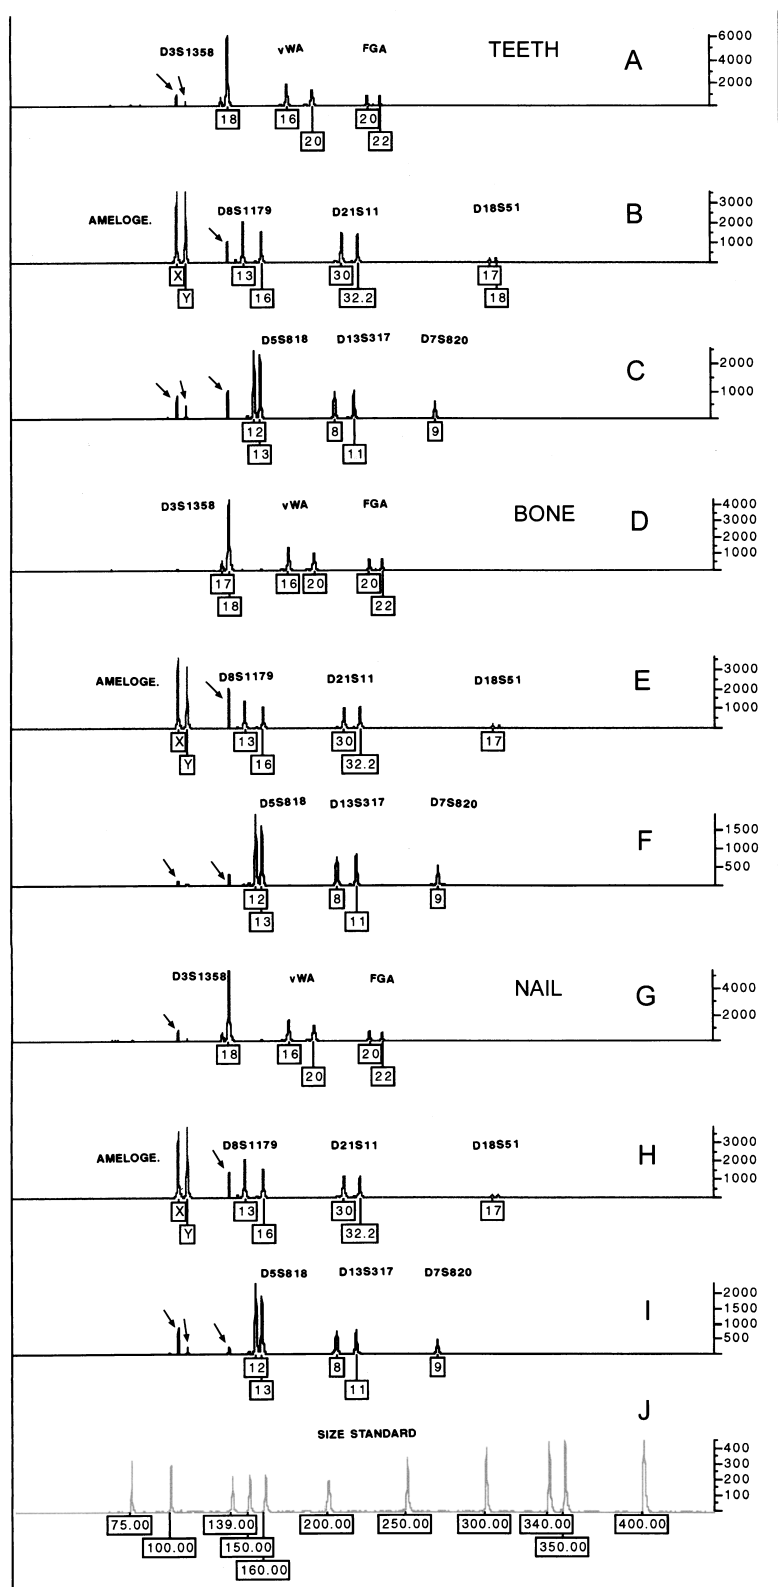 D3S1358 vWA FGA TEETH A
6000
2000
18 16 20
20 22
AMELOGE. D8S1179 D21S11 D18S51 B
3000
2000
1000
X 13 30 17
Y 16 32.2 18
D5S818 D13S317 D7S820 C
2000
1000
12 8 9
13 11
D3S1358 vWA FGA BONE D
4000
3000
2000
1000
17 16 20 20
18 22
AMELOGE. D8S1179 D21S11 D18S51 E
3000
2000
1000
X 13 30 17
Y 16 32.2
D5S818 D13S317 D7S820 F
1500
1000
500
12 8 9
13 11
D3S1358 vWA FGA NAIL G
4000
2000
18 16 20
20 22
AMELOGE. D8S1179 D21S11 D18S51 H
3000
2000
1000
X 13 30 17
Y 16 32.2
D5S818 D13S317 D7S820 I
2000
1500
1000
500
12 8 9
13 11
J
SIZE STANDARD
400
300
200
100
75.00 139.00 200.00 250.00 300.00 340.00 400.00
100.00 150.00 350.00
160.00